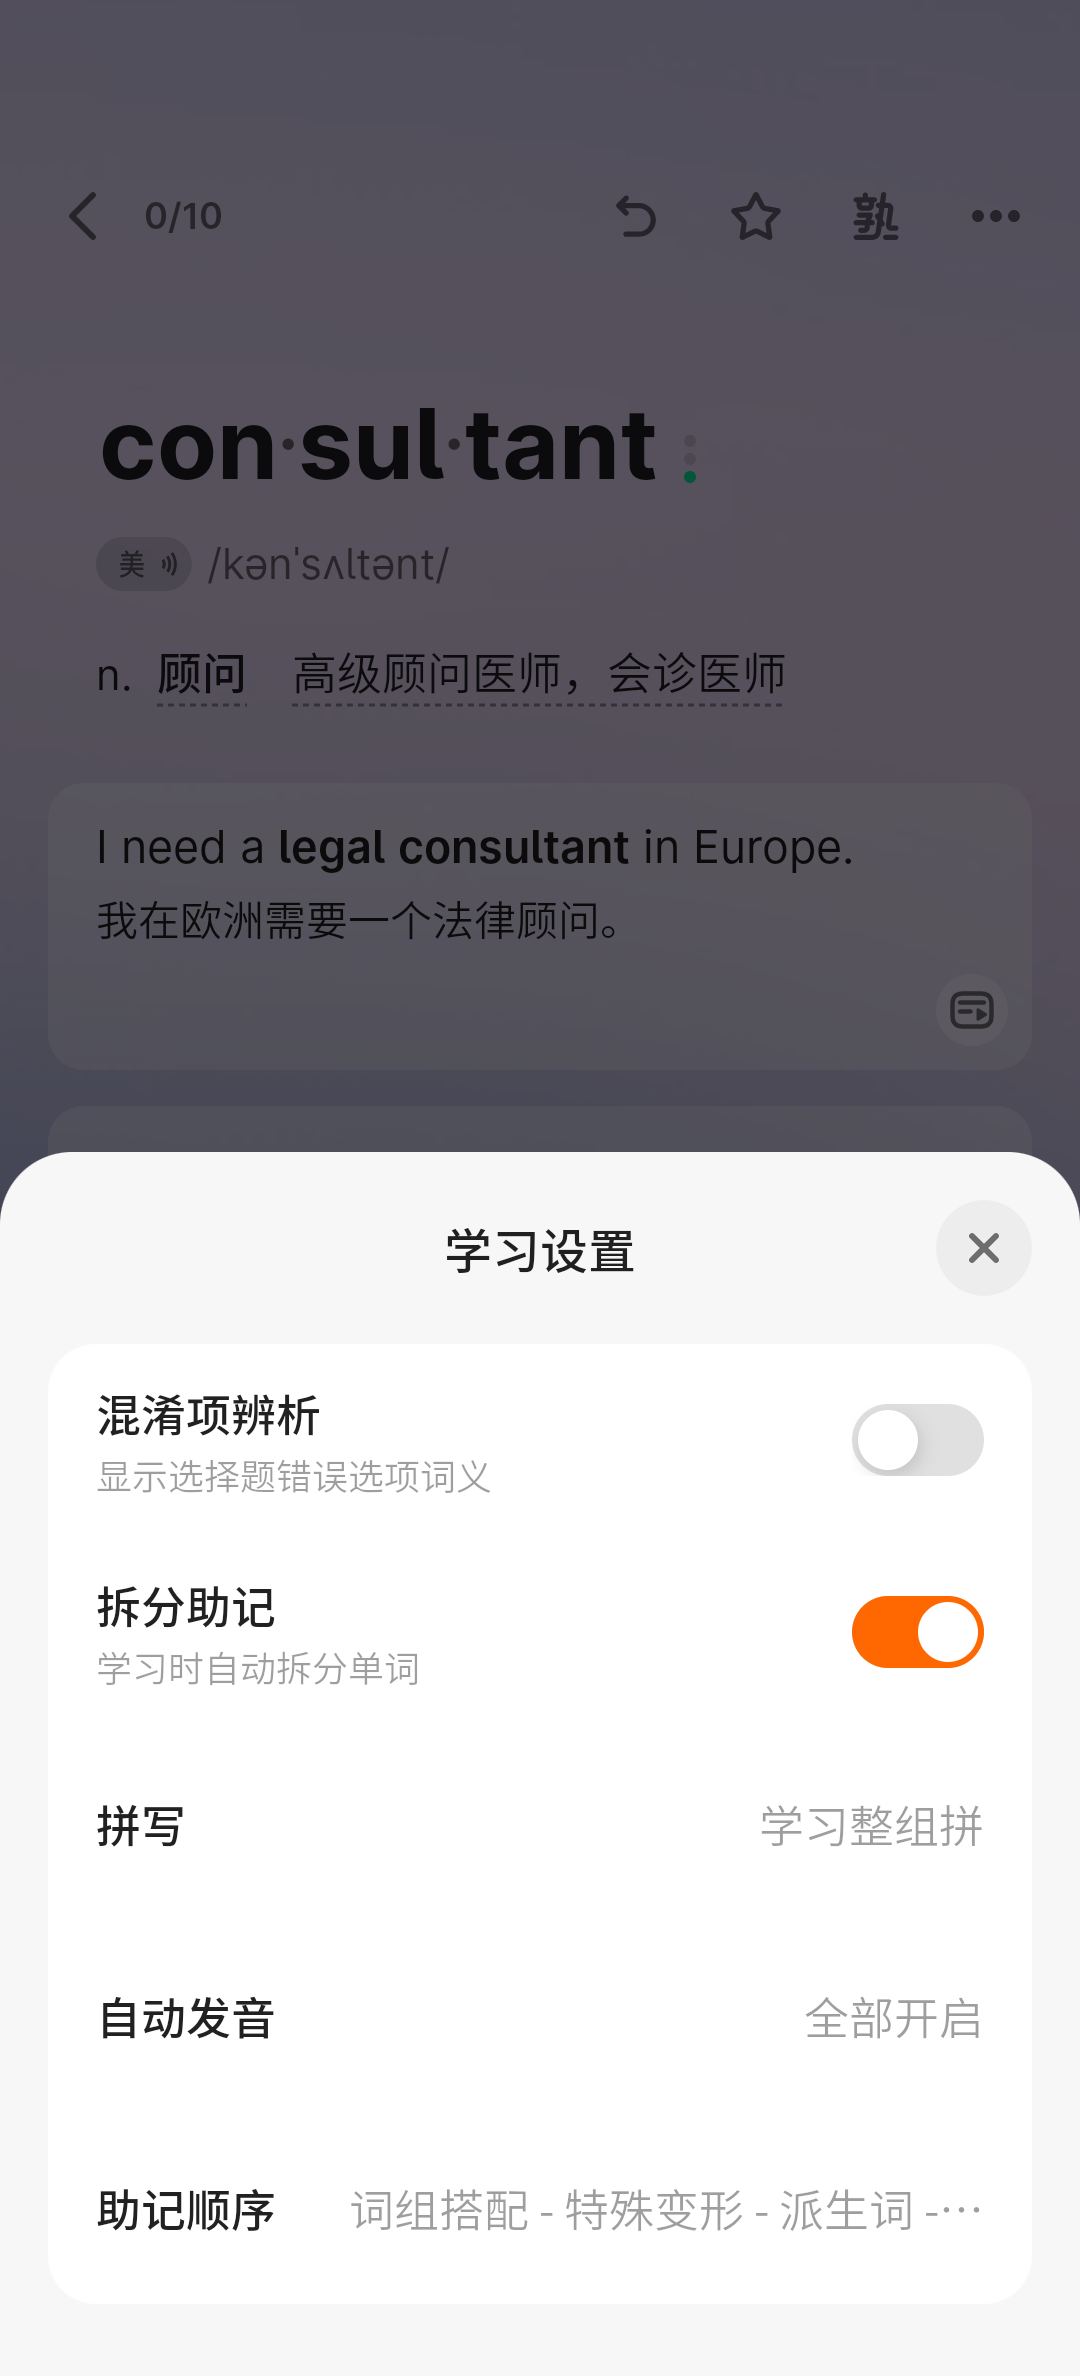 0/10
熟
con·sul·tant
美 /kən'sʌltənt/
n. 顾问 高级顾问医师，会诊医师
I need a legal consultant in Europe.
我在欧洲需要一个法律顾问。
学习设置
混淆项辨析
显示选择题错误选项词义
拆分助记
学习时自动拆分单词
拼写 学习整组拼
自动发音 全部开启
助记顺序 词组搭配 - 特殊变形 - 派生词 -…